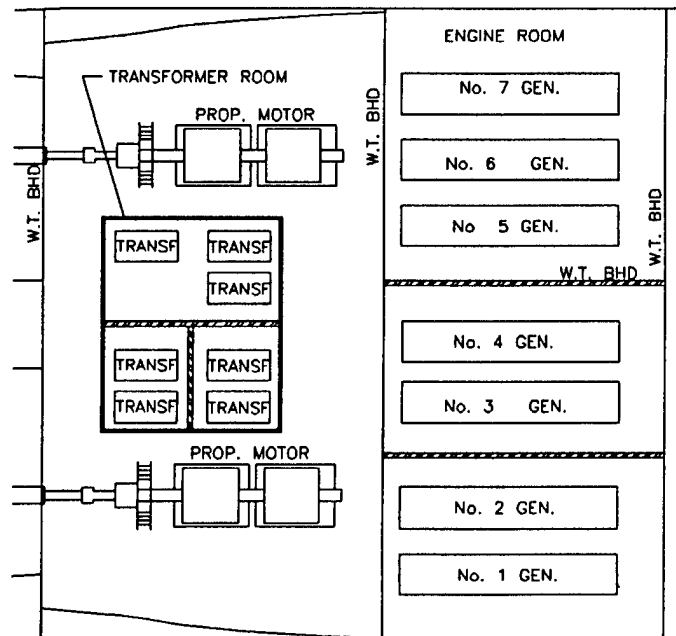 ENGINE ROOM
TRANSFORMER ROOM
No. 7 GEN.
PROP. MOTOR
W.T. BHD
No. 6 GEN.
W.T. BHD
No 5 GEN.
W.T. BHD
TRANSF
TRANSF
W.T. BHD
TRANSF
No. 4 GEN.
TRANSF
TRANSF
No. 3 GEN.
TRANSF
TRANSF
PROP. MOTOR
No. 2 GEN.
No. 1 GEN.